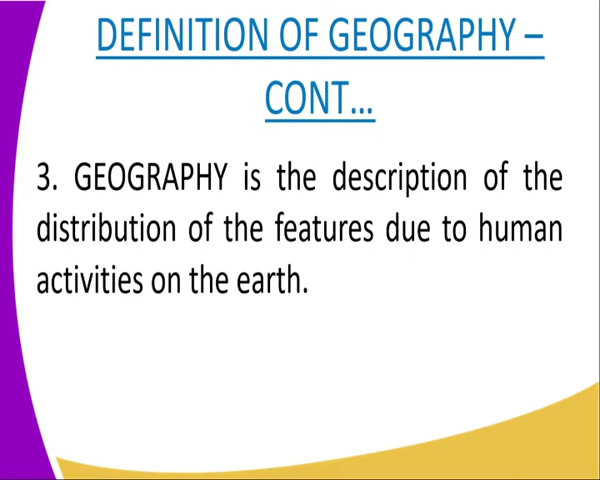 DEFINITION OF GEOGRAPHY –
CONT…
3. GEOGRAPHY is the description of the
distribution of the features due to human
activities on the earth.